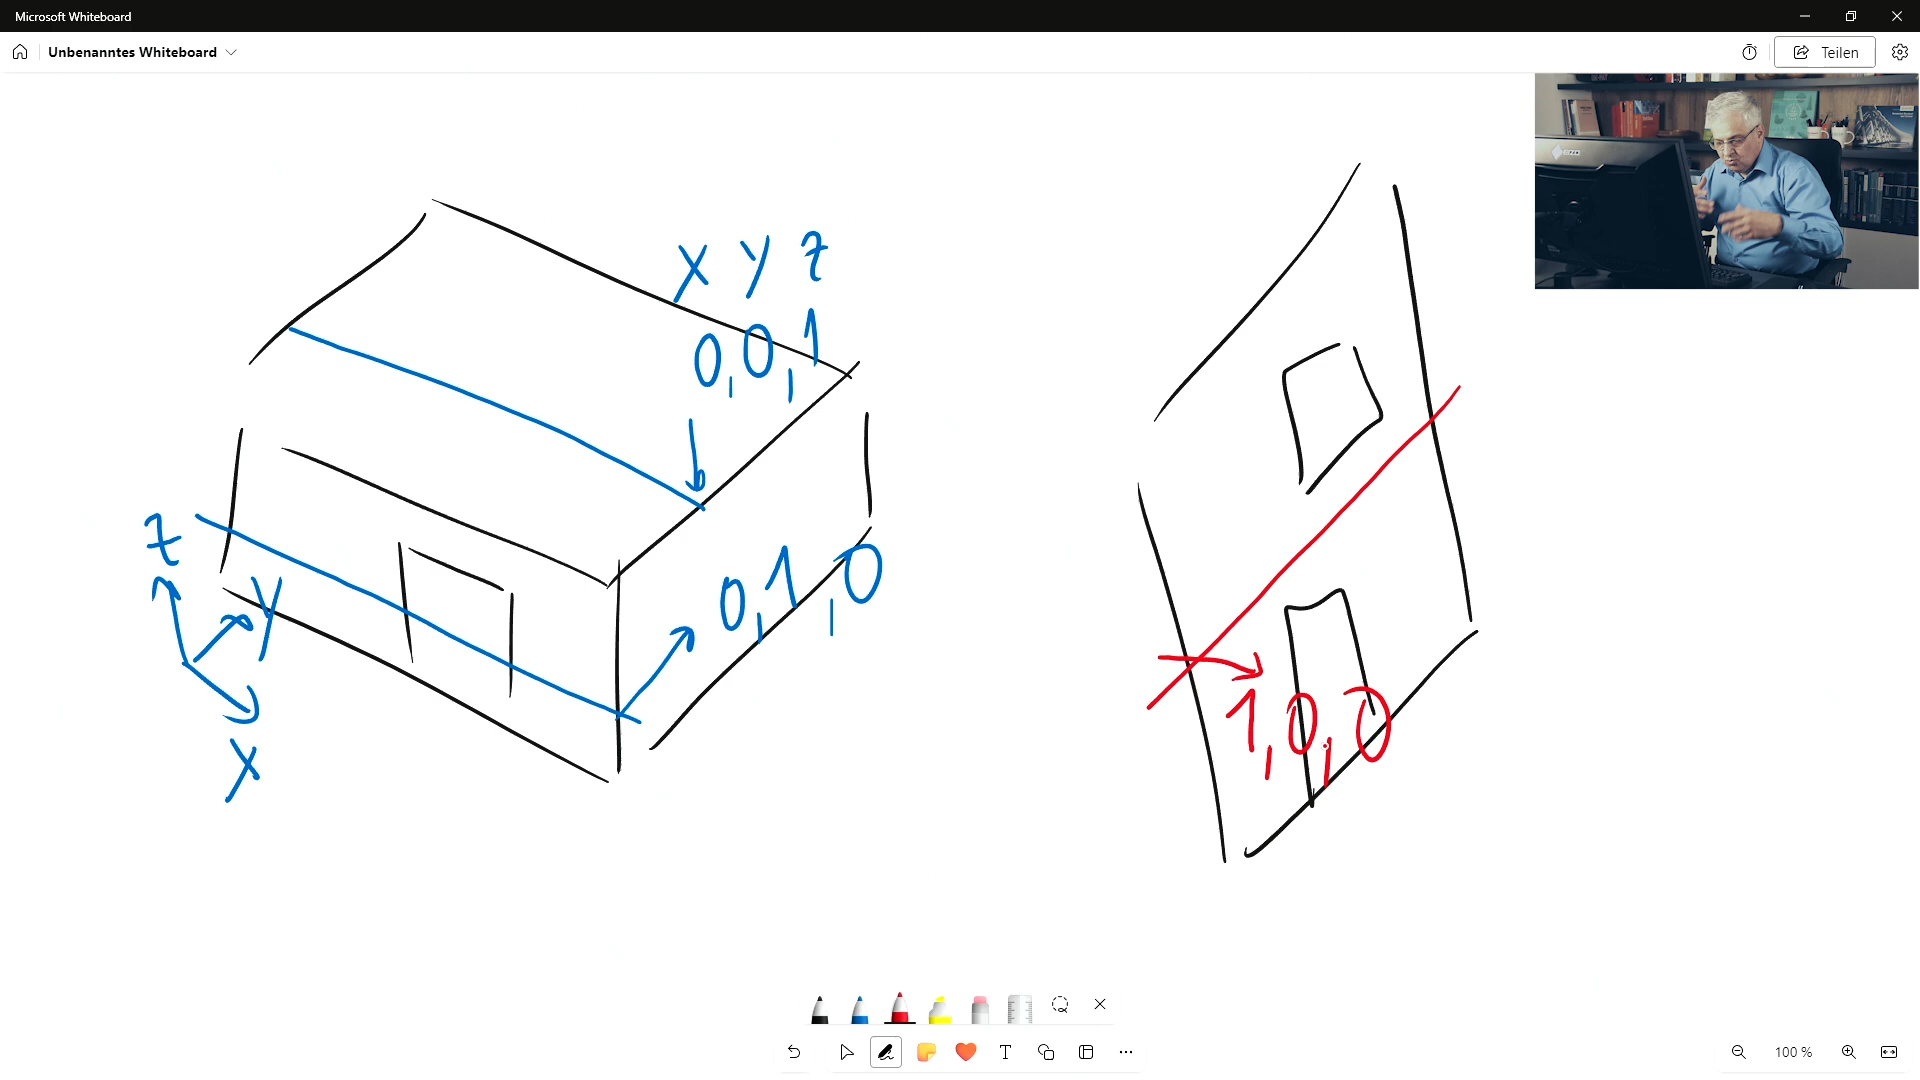 Microsoft Whiteboard
Unbenanntes Whiteboard
Teilen
X Y Z
0,0,1
Z
Y
0,1,0
X
1,0,0
100 %